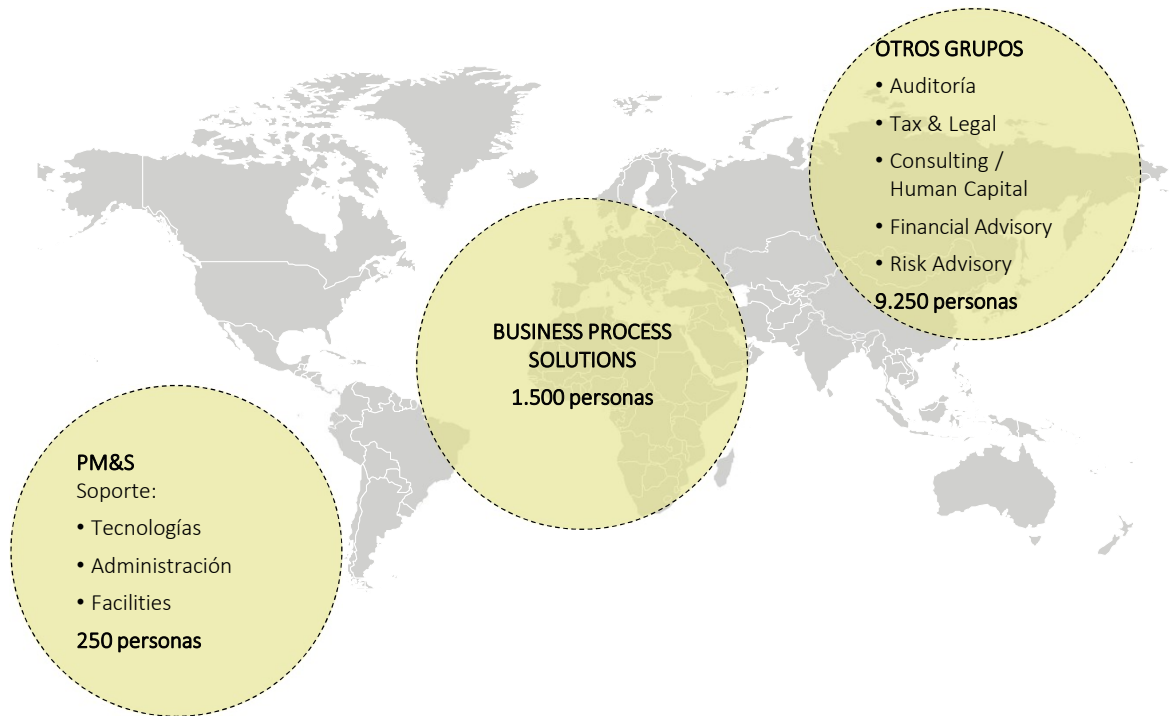 OTROS GRUPOS
• Auditoría
• Tax & Legal
• Consulting /
Human Capital
• Financial Advisory
• Risk Advisory
9.250 personas
BUSINESS PROCESS
SOLUTIONS
1.500 personas
PM&S
Soporte:
• Tecnologías
• Administración
• Facilities
250 personas